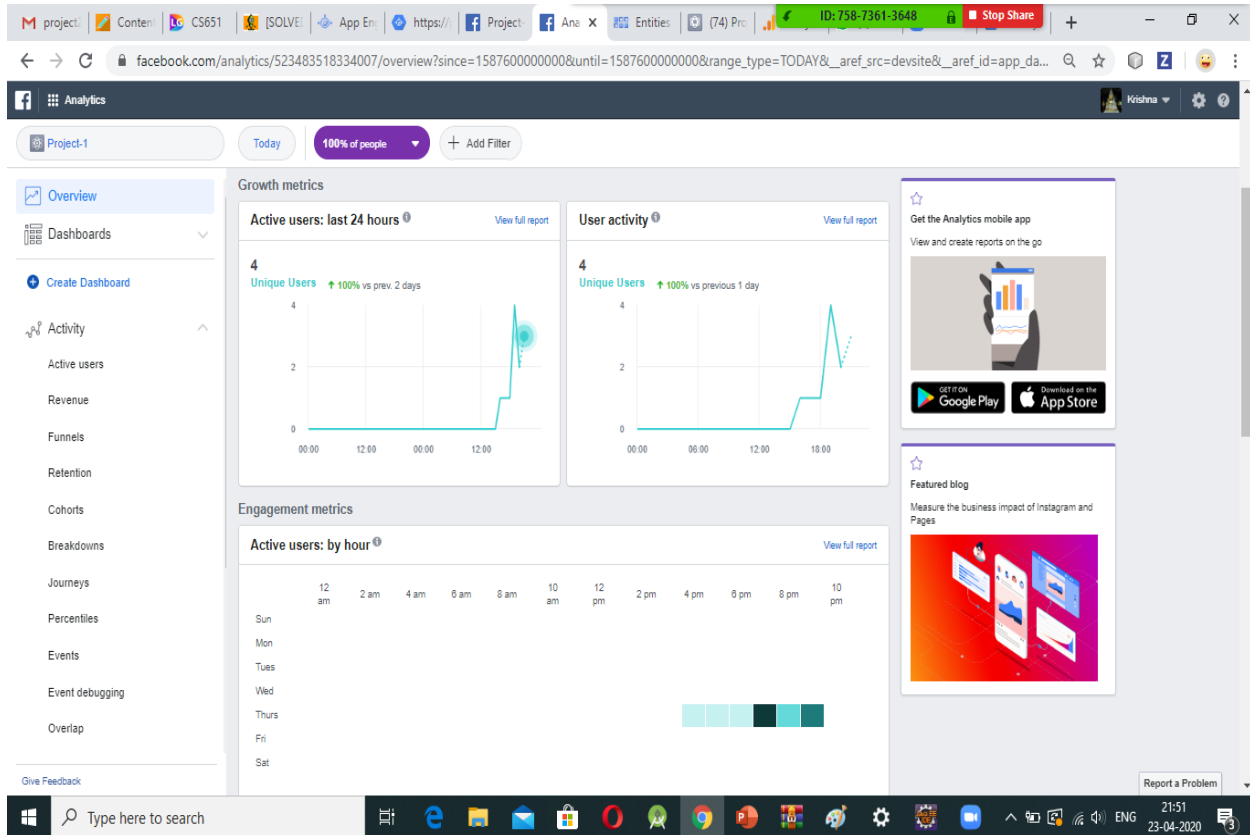 project
Content
CS651
[SOLVE
App Eng
https://
Project-
Ana
Entities
(74) Pro
ID: 758-7361-3648
Stop Share
facebook.com/analytics/523483518334007/overview?since=1587600000000&until=1587600000000&range_type=TODAY&__aref_src=devsite&__aref_id=app_da...
Analytics
Krishna
Project-1
Today
100% of people
Add Filter
Overview
Dashboards
Create Dashboard
Activity
Active users
Revenue
Funnels
Retention
Cohorts
Breakdowns
Journeys
Percentiles
Events
Event debugging
Overlap
Give Feedback
Growth metrics
Active users: last 24 hours
View full report
4
Unique Users
100% vs prev. 2 days
4
2
0
00:00 12:00 00:00 12:00
User activity
View full report
4
Unique Users
100% vs previous 1 day
4
2
0
00:00 06:00 12:00 18:00
Engagement metrics
Active users: by hour
View full report
12 am 2 am 4 am 6 am 8 am 10 am 12 pm 2 pm 4 pm 6 pm 8 pm 10 pm
Sun
Mon
Tues
Wed
Thurs
Fri
Sat
Get the Analytics mobile app
View and create reports on the go
GET IT ON
Google Play
Download on the
App Store
Featured blog
Measure the business impact of Instagram and
Pages
Report a Problem
Type here to search
ENG
21:51
23-04-2020
3